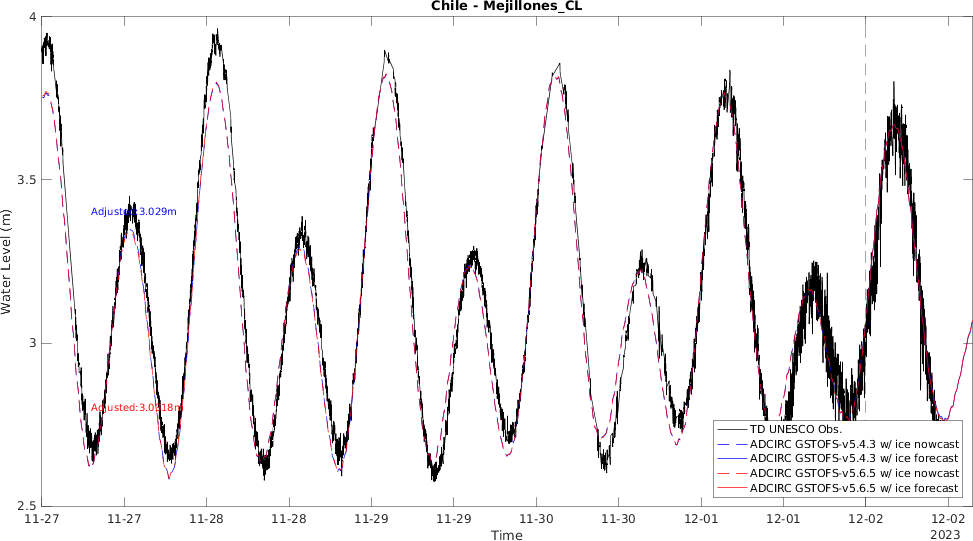 Chile - Mejillones_CL
4
3.5
3
2.5
Water Level (m)
Adjusted:3.029m
Adjusted:3.0518m
TD UNESCO Obs.
ADCIRC GSTOFS-v5.4.3 w/ ice nowcast
ADCIRC GSTOFS-v5.4.3 w/ ice forecast
ADCIRC GSTOFS-v5.6.5 w/ ice nowcast
ADCIRC GSTOFS-v5.6.5 w/ ice forecast
11-27 11-27 11-28 11-28 11-29 11-29 11-30 11-30 12-01 12-01 12-02 12-02
2023
Time